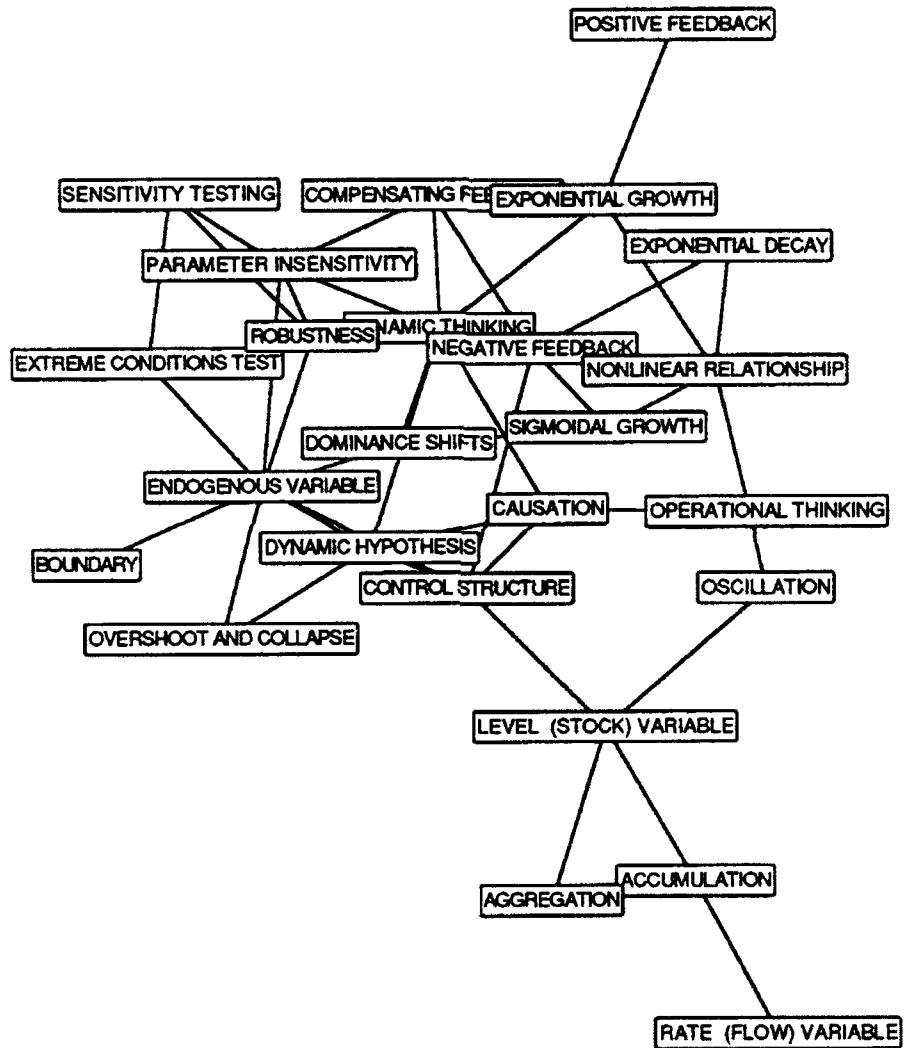 POSITIVE FEEDBACK
SENSITIVITY TESTING
COMPENSATING
EXPONENTIAL GROWTH
EXPONENTIAL DECAY
PARAMETER INSENSITIVITY
THINKING
ROBUSTNESS
NEGATIVE FEEDBACK
EXTREME CONDITIONS TEST
NONLINEAR RELATIONSHIP
SIGMOIDAL GROWTH
DOMINANCE SHIFTS
ENDOGENOUS VARIABLE
CAUSATION
OPERATIONAL THINKING
DYNAMIC HYPOTHESIS
BOUNDARY
CONTROL STRUCTURE
OSCILLATION
OVERSHOOT AND COLLAPSE
LEVEL (STOCK) VARIABLE
ACCUMULATION
AGGREGATION
RATE (FLOW) VARIABLE